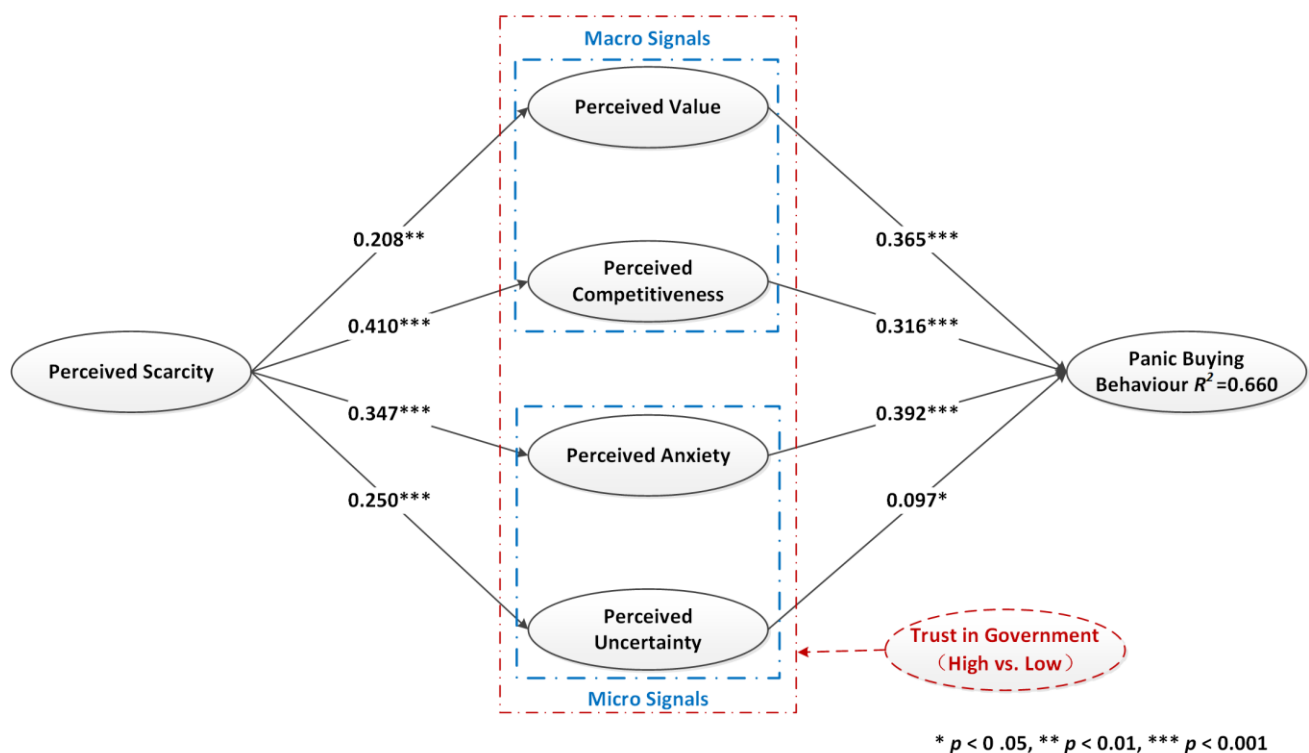 Macro Signals
Perceived Value
0.208**
0.365***
Perceived
Competitiveness
0.410***
0.316***
Perceived Scarcity
Panic Buying
Behaviour R²=0.660
0.347***
0.392***
Perceived Anxiety
0.250***
0.097*
Perceived
Uncertainty
Trust in Government
（High vs. Low）
Micro Signals
* p < 0 .05, ** p < 0.01, *** p < 0.001